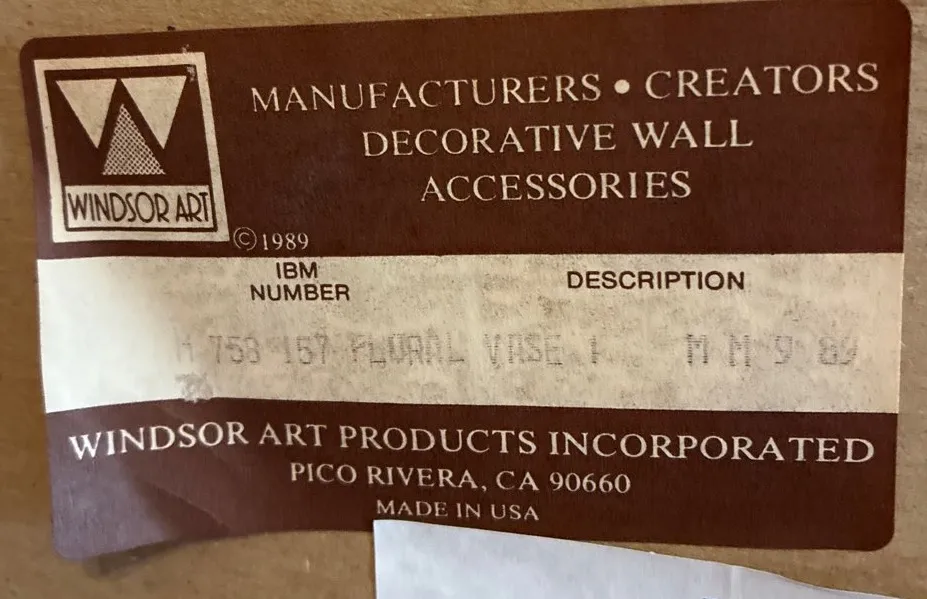 MANUFACTURERS • CREATORS
DECORATIVE WALL
ACCESSORIES
WINDSOR ART
© 1989
IBM
NUMBER
DESCRIPTION
M 758 157 FLORAL VASE I M M 9 89
WINDSOR ART PRODUCTS INCORPORATED
PICO RIVERA, CA 90660
MADE IN USA